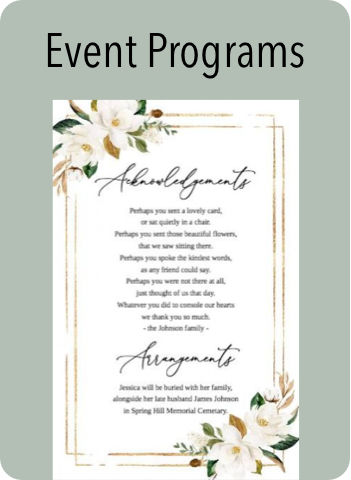 Event Programs
Acknowledgements
Perhaps you sent a lovely card,
or sat quietly in a chair.
Perhaps you sent those beautiful flowers,
that we saw sitting there.
Perhaps you spoke the kindest words,
as any friend could say.
Perhaps you were not there at all,
just thought of us that day.
Whatever you did to console our hearts
we thank you so much.
- the Johnson family -
Arrangements
Jessica will be buried with her family,
alongside her late husband James Johnson
in Spring Hill Memorial Cemetary.